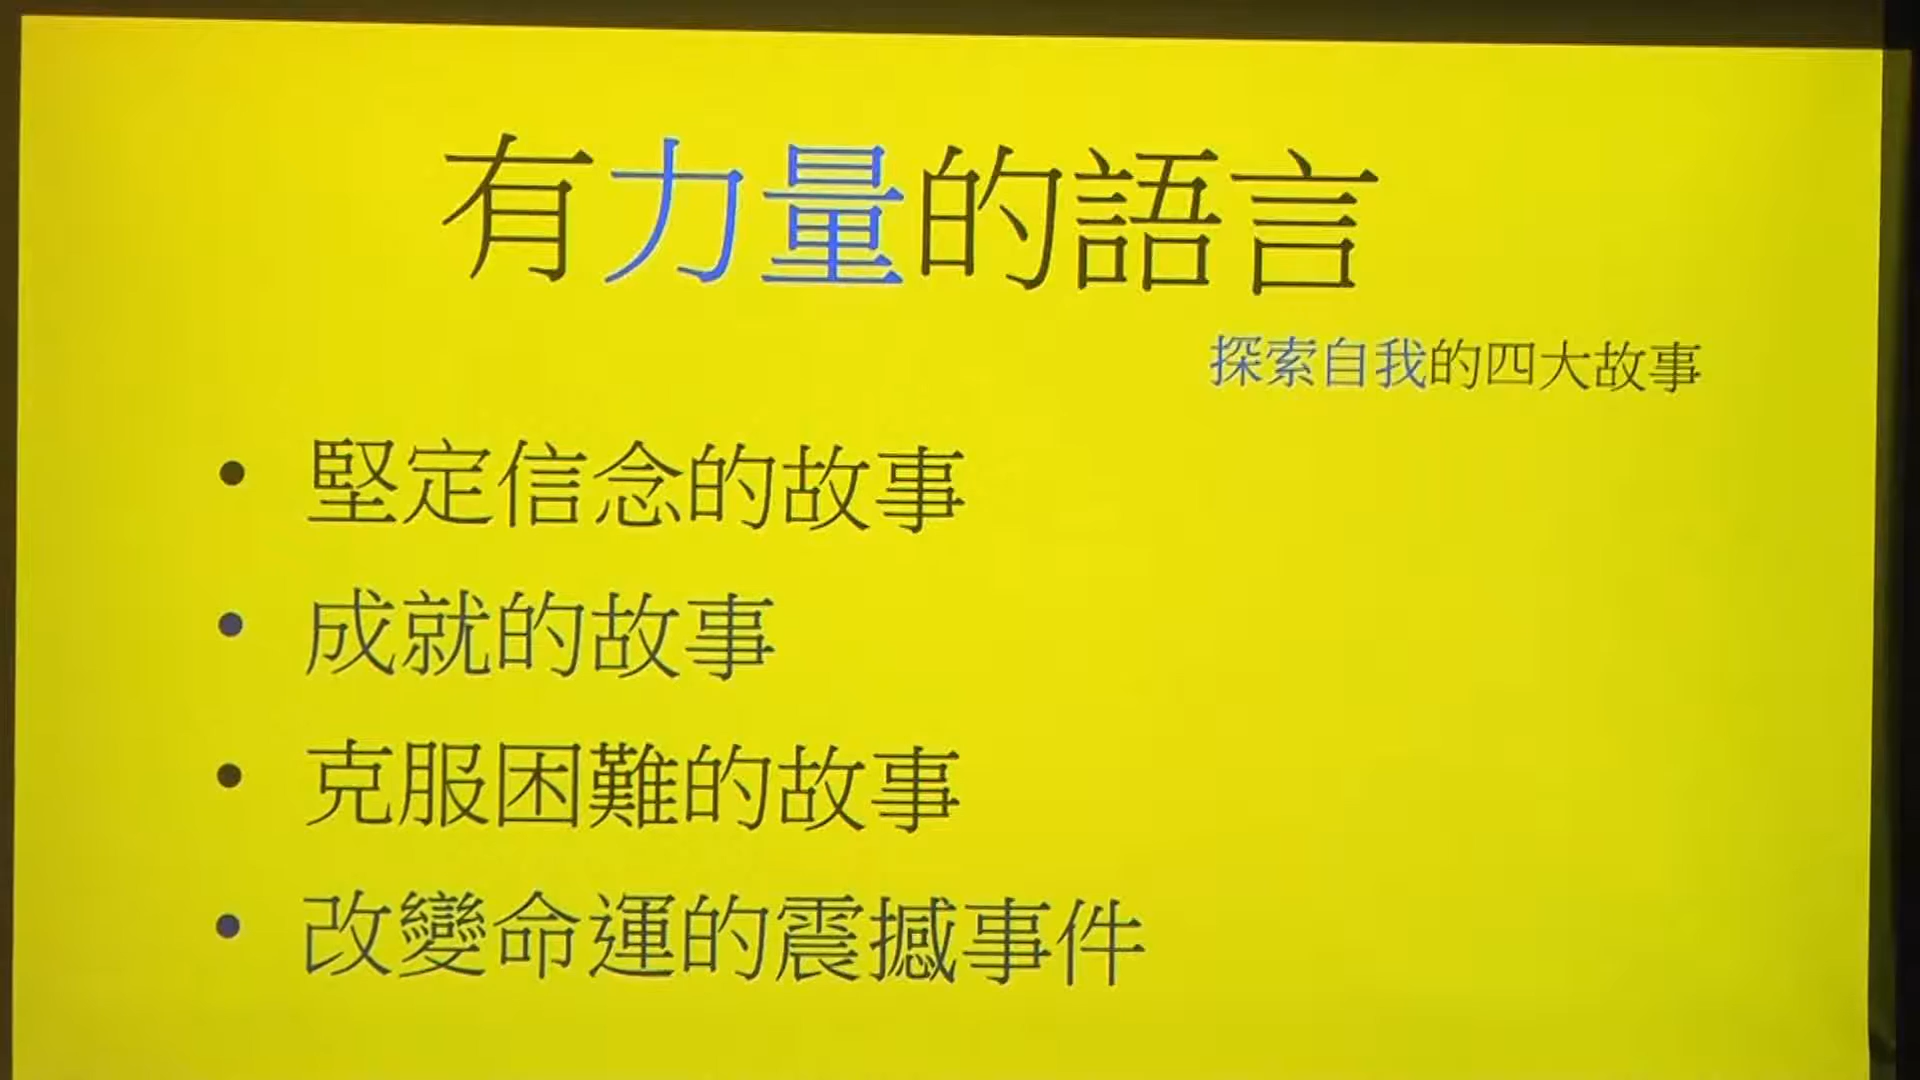 有力量的語言
探索自我的四大故事
• 堅定信念的故事
• 成就的故事
• 克服困難的故事
• 改變命運的震撼事件